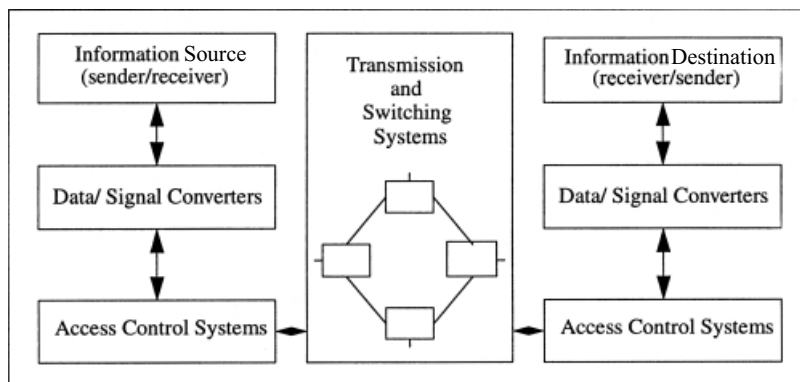 Information Source
(sender/receiver)
Data/ Signal Converters
Access Control Systems
Transmission
and
Switching
Systems
Information Destination
(receiver/sender)
Data/ Signal Converters
Access Control Systems